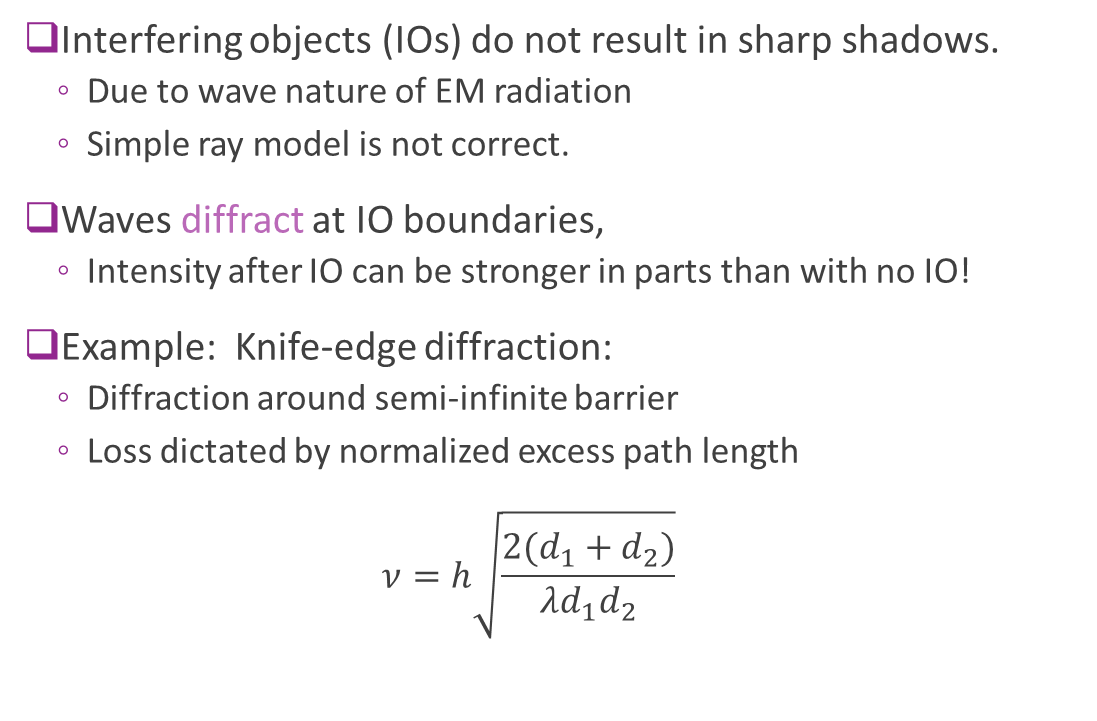 ❑Interfering objects (IOs) do not result in sharp shadows.
◦ Due to wave nature of EM radiation
◦ Simple ray model is not correct.
❑Waves diffract at IO boundaries,
◦ Intensity after IO can be stronger in parts than with no IO!
❑Example: Knife-edge diffraction:
◦ Diffraction around semi-infinite barrier
◦ Loss dictated by normalized excess path length
ν = h √(2(d₁ + d₂) / λd₁d₂)